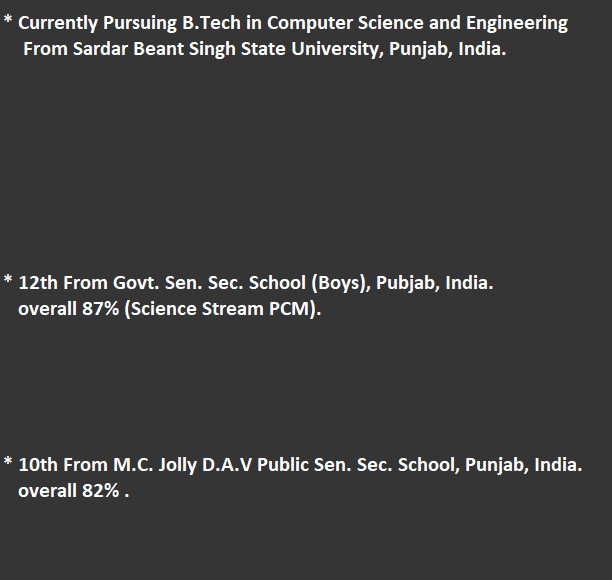 * Currently Pursuing B.Tech in Computer Science and Engineering
From Sardar Beant Singh State University, Punjab, India.
* 12th From Govt. Sen. Sec. School (Boys), Pubjab, India.
overall 87% (Science Stream PCM).
* 10th From M.C. Jolly D.A.V Public Sen. Sec. School, Punjab, India.
overall 82% .